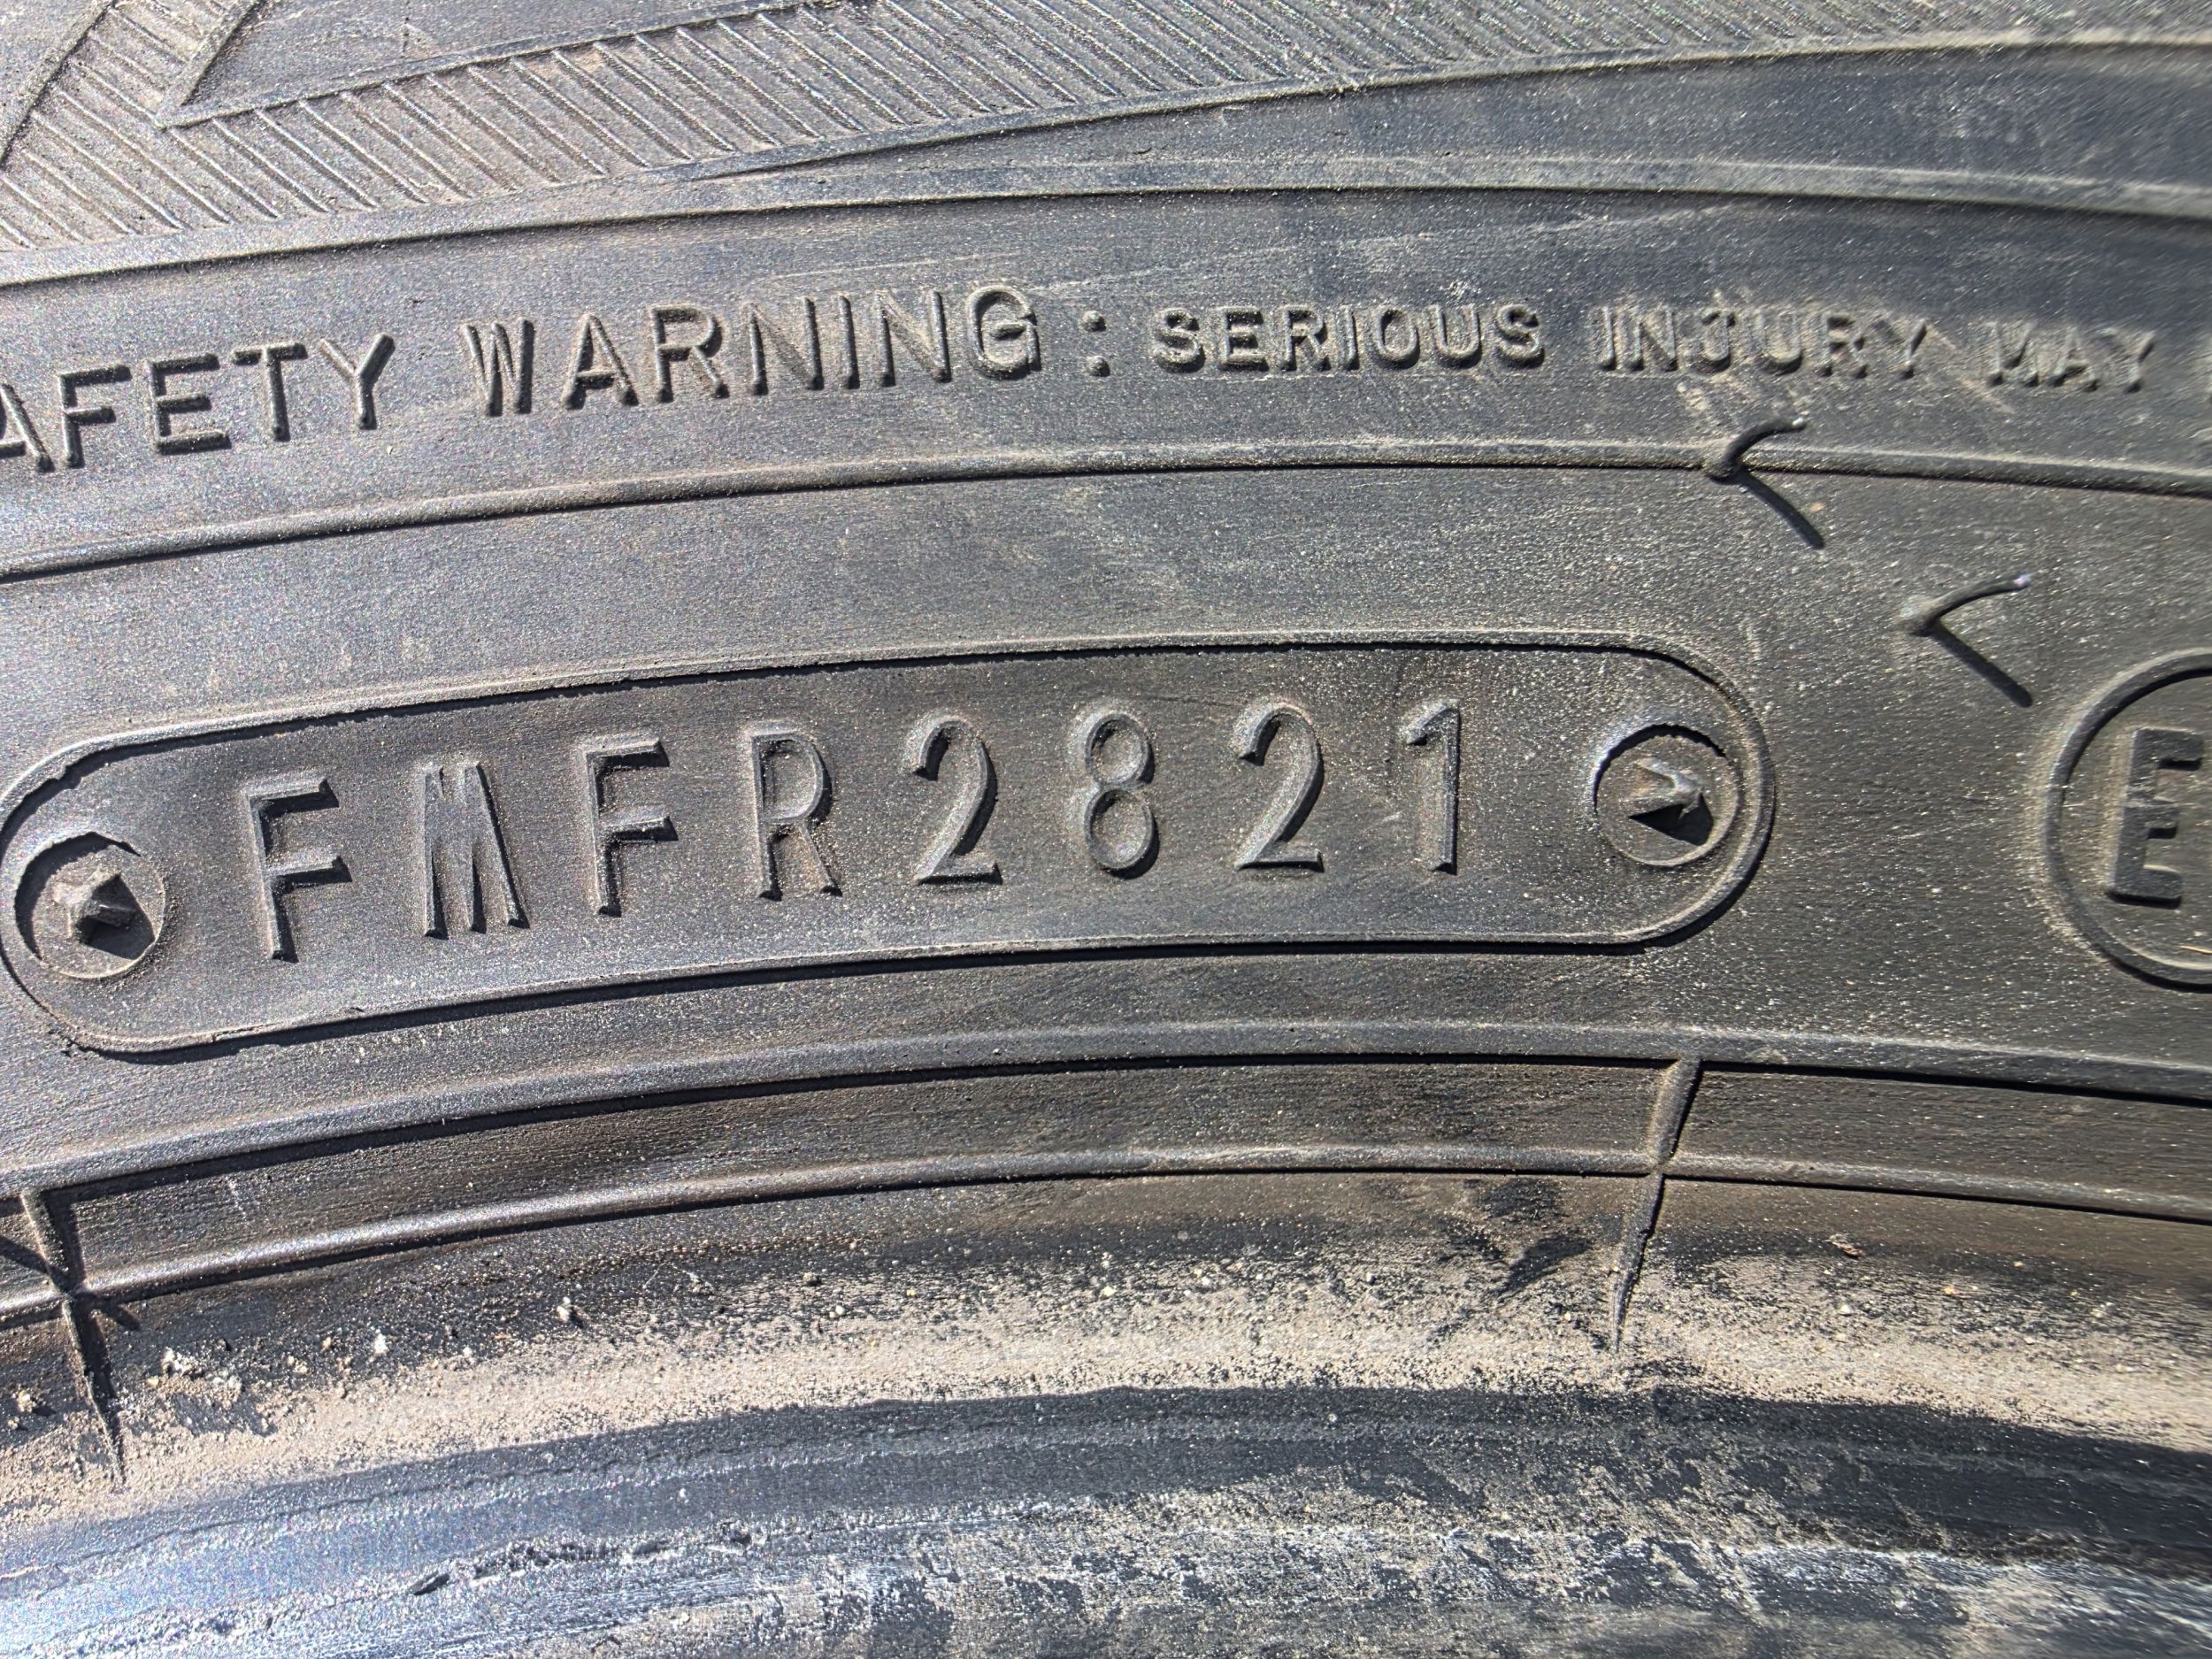 SAFETY WARNING : SERIOUS INJURY MAY
FMFR2821
E